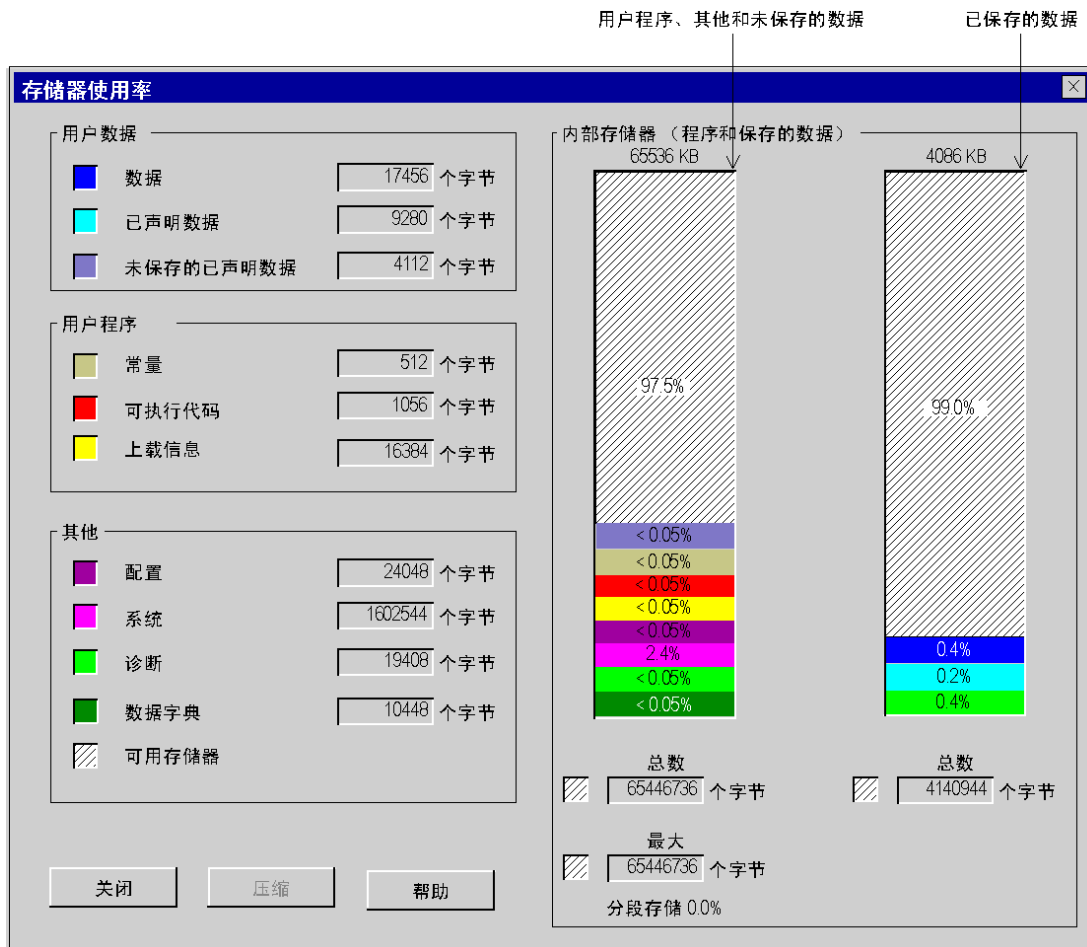 用户程序、其他和未保存的数据
已保存的数据
存储器使用率
用户数据
数据 17456 个字节
已声明数据 9280 个字节
未保存的已声明数据 4112 个字节
用户程序
常量 512 个字节
可执行代码 1056 个字节
上载信息 16384 个字节
其他
配置 24048 个字节
系统 1602544 个字节
诊断 19408 个字节
数据字典 10448 个字节
可用存储器
关闭
压缩
帮助
内部存储器 （程序和保存的数据）
65536 KB
97.5%
< 0.05%
< 0.05%
< 0.05%
< 0.05%
< 0.05%
2.4%
< 0.05%
< 0.05%
总数
65446736 个字节
最大
65446736 个字节
分段存储 0.0%
4086 KB
99.0%
0.4%
0.2%
0.4%
总数
4140944 个字节